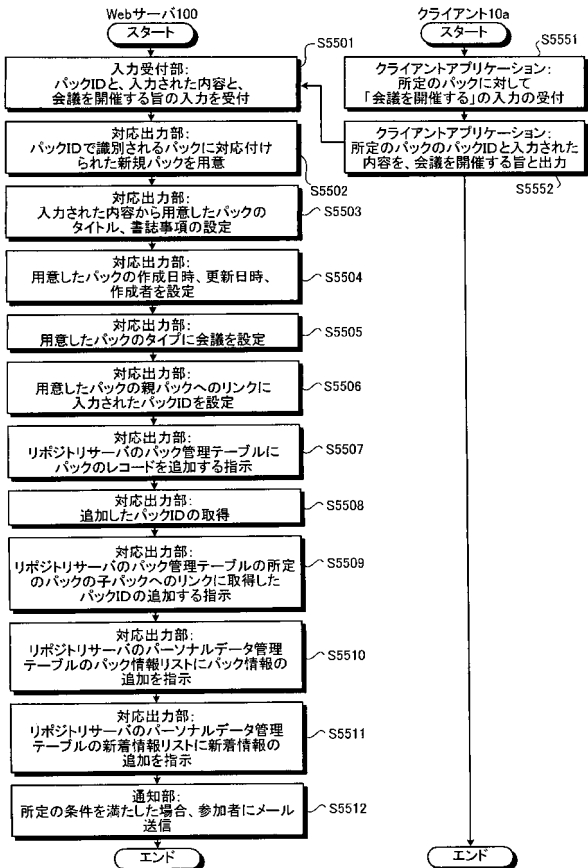 Webサーバ100
スタート
S5501
入力受付部:
パックIDと、入力された内容と、
会議を開催する旨の入力を受付
対応出力部:
パックIDで識別されるパックに対応付け
られた新規パックを用意
S5502
対応出力部:
入力された内容から用意したパックの
タイトル、書誌事項の設定
S5503
対応出力部:
用意したパックの作成日時、更新日時、
作成者を設定
S5504
対応出力部:
用意したパックのタイプに会議を設定
S5505
対応出力部:
用意したパックの親パックへのリンクに
入力されたパックIDを設定
S5506
対応出力部:
リポジトリサーバのパック管理テーブルに
パックのレコードを追加する指示
S5507
対応出力部:
追加したパックIDの取得
S5508
対応出力部:
リポジトリサーバのパック管理テーブルの所定
のパックの子パックへのリンクに取得した
パックIDの追加する指示
S5509
対応出力部:
リポジトリサーバのパーソナルデータ管理
テーブルのパック情報リストにパック情報の
追加を指示
S5510
対応出力部:
リポジトリサーバのパーソナルデータ管理
テーブルの新着情報リストに新着情報の
追加を指示
S5511
通知部:
所定の条件を満たした場合、参加者にメール
送信
S5512
エンド
クライアント10a
スタート
S5551
クライアントアプリケーション:
所定のパックに対して
「会議を開催する」の入力の受付
クライアントアプリケーション:
所定のパックのパックIDと入力された
内容を、会議を開催する旨と出力
S5552
エンド